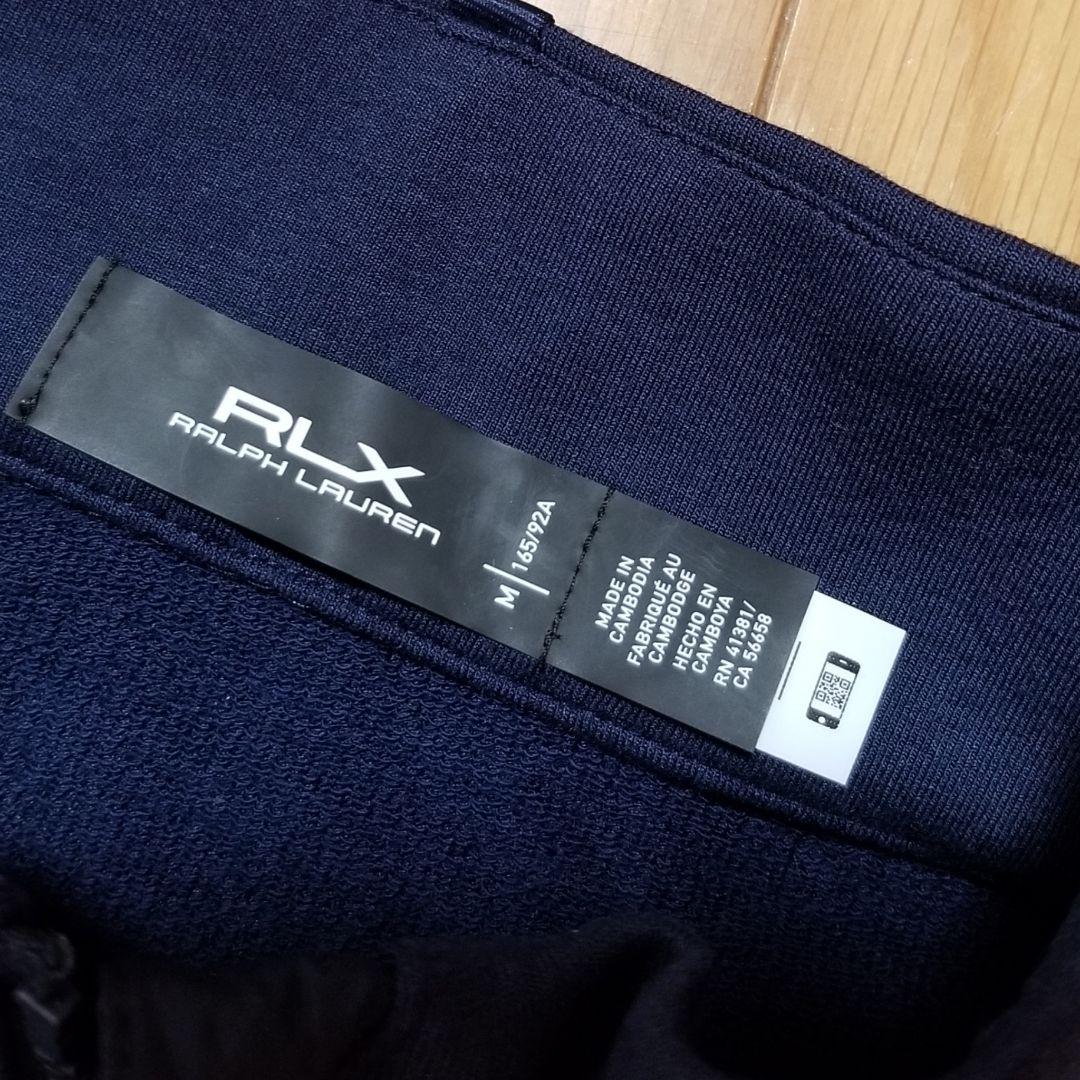 RLX
RALPH LAUREN
M | 165/92A
MADE IN
CAMBODIA
FABRIQUÉ AU
CAMBODGE
HECHO EN
CAMBOYA
RN 41381/
CA 56658